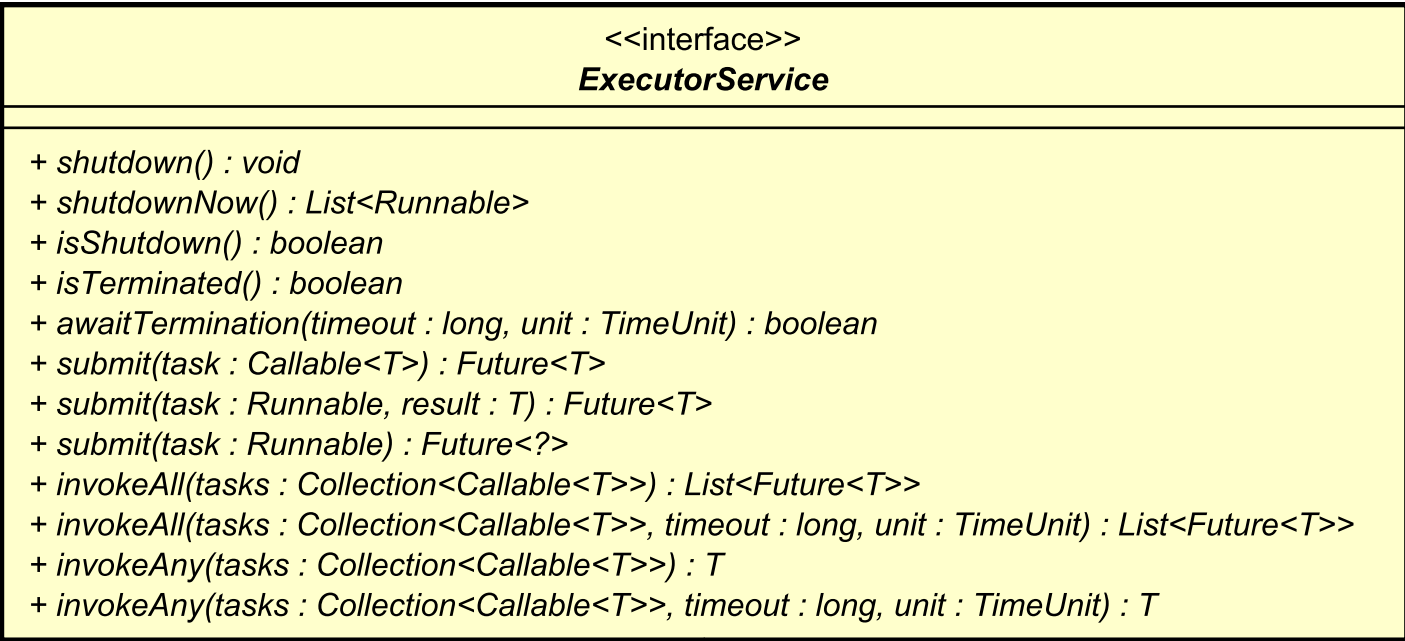 <<interface>>
ExecutorService
+ shutdown() : void
+ shutdownNow() : List<Runnable>
+ isShutdown() : boolean
+ isTerminated() : boolean
+ awaitTermination(timeout : long, unit : TimeUnit) : boolean
+ submit(task : Callable<T>) : Future<T>
+ submit(task : Runnable, result : T) : Future<T>
+ submit(task : Runnable) : Future<?>
+ invokeAll(tasks : Collection<Callable<T>>) : List<Future<T>>
+ invokeAll(tasks : Collection<Callable<T>>, timeout : long, unit : TimeUnit) : List<Future<T>>
+ invokeAny(tasks : Collection<Callable<T>>) : T
+ invokeAny(tasks : Collection<Callable<T>>, timeout : long, unit : TimeUnit) : T